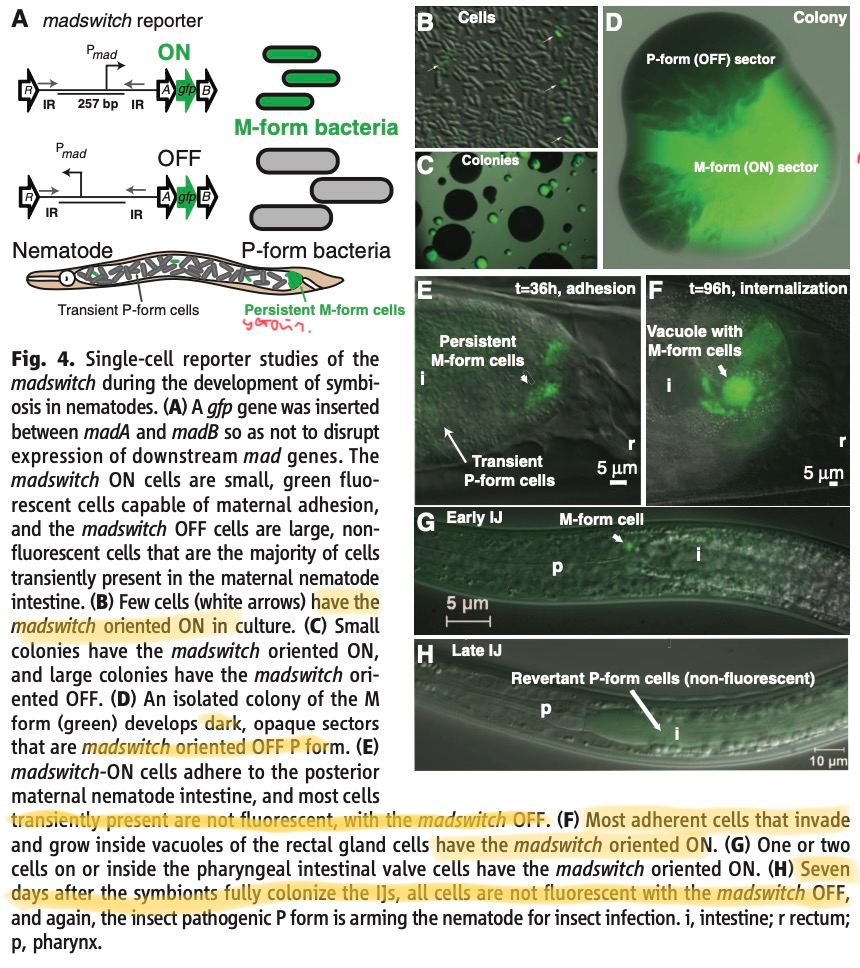 A madswitch reporter
Pmad ON
R A gfp B
IR 257 bp IR
M-form bacteria
Pmad OFF
R A gfp B
IR IR
Nematode P-form bacteria
Transient P-form cells Persistent M-form cells
B Cells
C Colonies
D Colony
P-form (OFF) sector
M-form (ON) sector
E t=36h, adhesion
Persistent
M-form cells
i
r
Transient
P-form cells
5 µm
F t=96h, internalization
Vacuole with
M-form cells
i
r
5 µm
G Early IJ M-form cell
p i
5 µm
H Late IJ
Revertant P-form cells (non-fluorescent)
p
i
10 µm
Fig. 4. Single-cell reporter studies of the
madswitch during the development of symbi-
osis in nematodes. (A) A gfp gene was inserted
between madA and madB so as not to disrupt
expression of downstream mad genes. The
madswitch ON cells are small, green fluo-
rescent cells capable of maternal adhesion,
and the madswitch OFF cells are large, non-
fluorescent cells that are the majority of cells
transiently present in the maternal nematode
intestine. (B) Few cells (white arrows) have the
madswitch oriented ON in culture. (C) Small
colonies have the madswitch oriented ON,
and large colonies have the madswitch ori-
ented OFF. (D) An isolated colony of the M
form (green) develops dark, opaque sectors
that are madswitch oriented OFF P form. (E)
madswitch-ON cells adhere to the posterior
maternal nematode intestine, and most cells
transiently present are not fluorescent, with the madswitch OFF. (F) Most adherent cells that invade
and grow inside vacuoles of the rectal gland cells have the madswitch oriented ON. (G) One or two
cells on or inside the pharyngeal intestinal valve cells have the madswitch oriented ON. (H) Seven
days after the symbionts fully colonize the IJs, all cells are not fluorescent with the madswitch OFF,
and again, the insect pathogenic P form is arming the nematode for insect infection. i, intestine; r rectum;
p, pharynx.